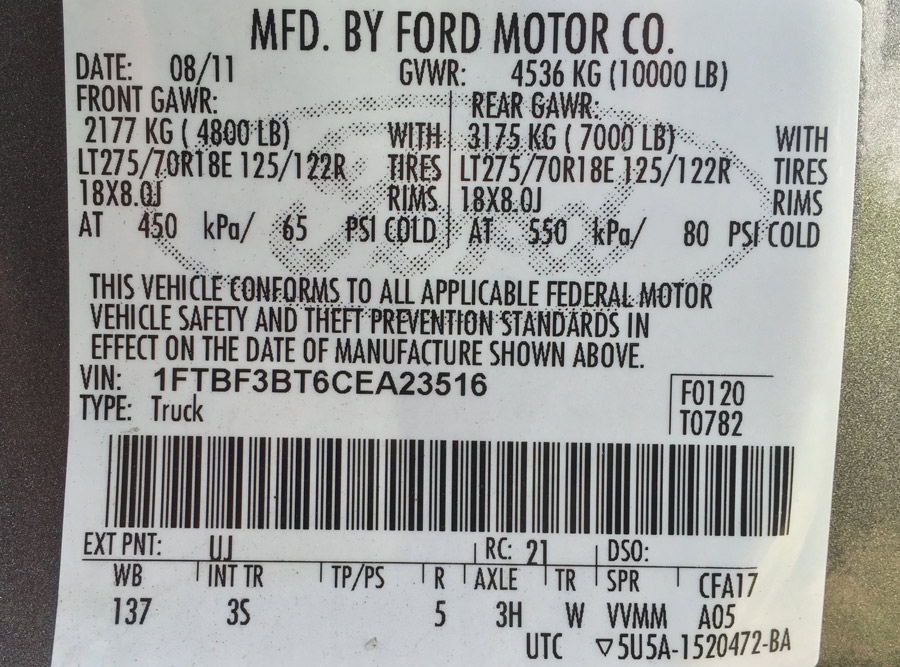 MFD. BY FORD MOTOR CO.
DATE: 08/11 GVWR: 4536 KG (10000 LB)
FRONT GAWR: REAR GAWR:
2177 KG ( 4800 LB) WITH 3175 KG ( 7000 LB) WITH
LT275/70R18E 125/122R TIRES LT275/70R18E 125/122R TIRES
18X8.0J RIMS 18X8.0J RIMS
AT 450 kPa/ 65 PSI COLD AT 550 kPa/ 80 PSI COLD
THIS VEHICLE CONFORMS TO ALL APPLICABLE FEDERAL MOTOR
VEHICLE SAFETY AND THEFT PREVENTION STANDARDS IN
EFFECT ON THE DATE OF MANUFACTURE SHOWN ABOVE.
VIN: 1FTBF3BT6CEA23516 F0120
TYPE: Truck T0782
EXT PNT: UJ RC: 21 DSO:
WB INT TR TP/PS R AXLE TR SPR CFA17
137 3S 5 3H W VVMM A05
UTC ▽5U5A-1520472-BA